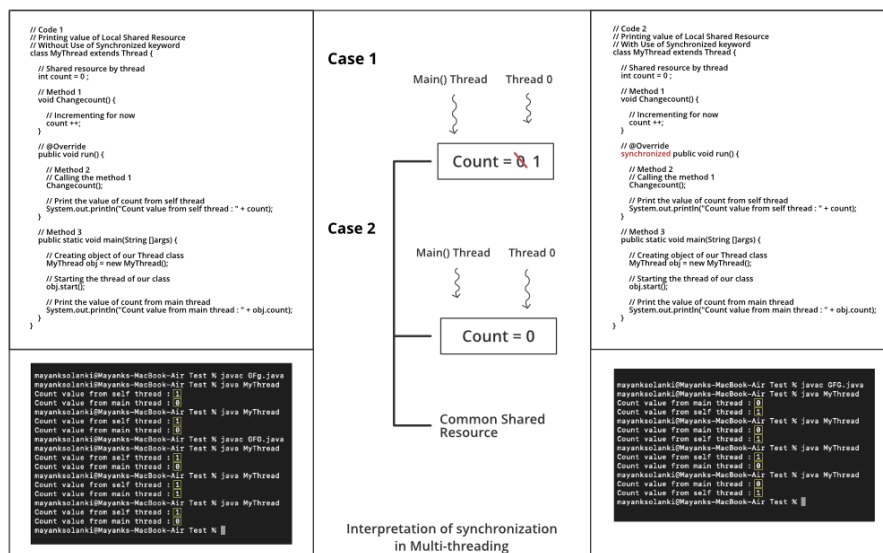 // Code 1
// Printing value of Local Shared Resource
// Without Use of Synchronized keyword
class MyThread extends Thread {
// Shared resource by thread
int count = 0 ;
// Method 1
void Changecount() {
// Incrementing for now
count ++;
}
// @Override
public void run() {
// Method 2
// Calling the method 1
Changecount();
// Print the value of count from self thread
System.out.println("Count value from self thread : " + count);
}
// Method 3
public static void main(String []args) {
// Creating object of our Thread class
MyThread obj = new MyThread();
// Starting the thread of our class
obj.start();
// Print the value of count from main thread
System.out.println("Count value from main thread : " + obj.count);
}
}
mayanksolanki@Mayanks-MacBook-Air Test % javac GFg.java
mayanksolanki@Mayanks-MacBook-Air Test % java MyThread
Count value from self thread : 1
Count value from main thread : 0
mayanksolanki@Mayanks-MacBook-Air Test % java MyThread
Count value from self thread : 1
Count value from main thread : 0
mayanksolanki@Mayanks-MacBook-Air Test % javac GFG.java
mayanksolanki@Mayanks-MacBook-Air Test % java MyThread
Count value from self thread : 1
Count value from main thread : 0
mayanksolanki@Mayanks-MacBook-Air Test % java MyThread
Count value from self thread : 1
Count value from main thread : 1
mayanksolanki@Mayanks-MacBook-Air Test % java MyThread
Count value from self thread : 1
Count value from main thread : 0
mayanksolanki@Mayanks-MacBook-Air Test %
Case 1
Main() Thread Thread 0
Count = 0 1
Case 2
Main() Thread Thread 0
Count = 0
Common Shared
Resource
Interpretation of synchronization
in Multi-threading
// Code 2
// Printing value of Local Shared Resource
// With Use of Synchronized keyword
class MyThread extends Thread {
// Shared resource by thread
int count = 0 ;
// Method 1
void Changecount() {
// Incrementing for now
count ++;
}
// @Override
synchronized public void run() {
// Method 2
// Calling the method 1
Changecount();
// Print the value of count from self thread
System.out.println("Count value from self thread : " + count);
}
// Method 3
public static void main(String []args) {
// Creating object of our Thread class
MyThread obj = new MyThread();
// Starting the thread of our class
obj.start();
// Print the value of count from main thread
System.out.println("Count value from main thread : " + obj.count);
}
}
mayanksolanki@Mayanks-MacBook-Air Test % javac GFG.java
mayanksolanki@Mayanks-MacBook-Air Test % java MyThread
Count value from main thread : 0
Count value from self thread : 1
mayanksolanki@Mayanks-MacBook-Air Test % java MyThread
Count value from main thread : 0
Count value from self thread : 1
mayanksolanki@Mayanks-MacBook-Air Test % java MyThread
Count value from self thread : 1
Count value from main thread : 0
mayanksolanki@Mayanks-MacBook-Air Test % java MyThread
Count value from main thread : 0
Count value from self thread : 1
mayanksolanki@Mayanks-MacBook-Air Test %